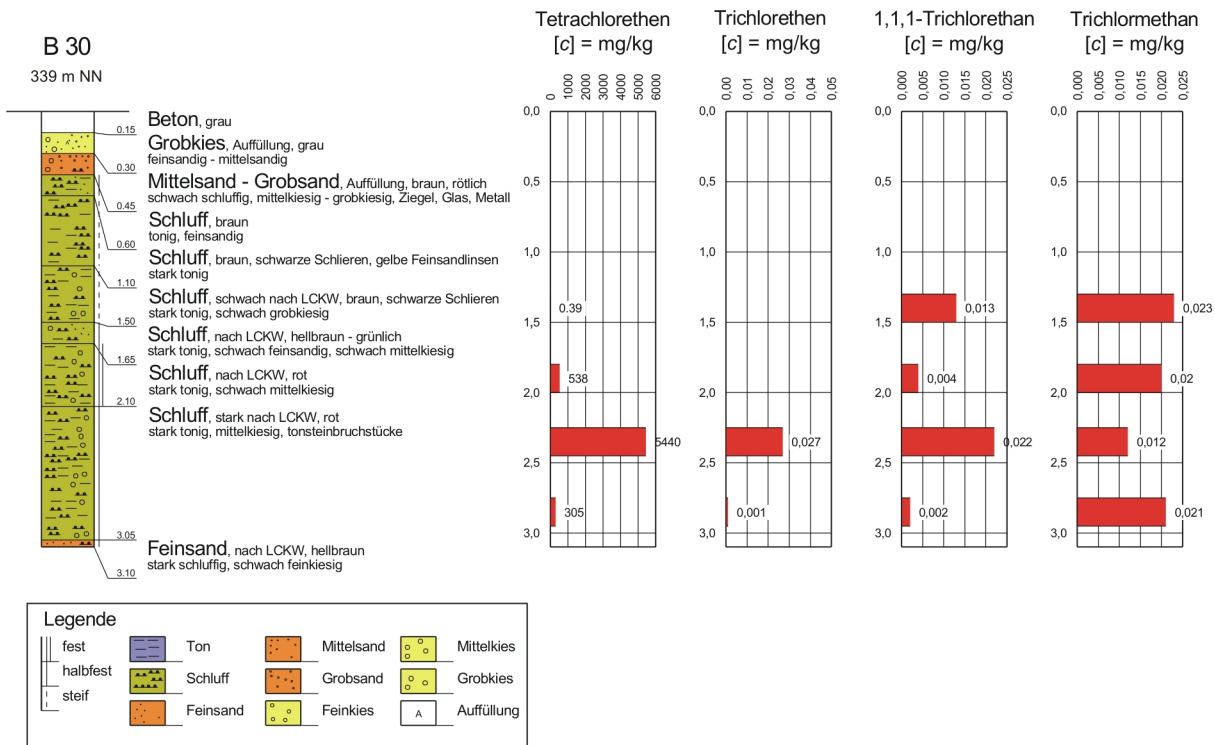 B 30
339 m NN
Beton, grau
0.15
Grobkies, Auffüllung, grau
feinsandig - mittelsandig
0.30
Mittelsand - Grobsand, Auffüllung, braun, rötlich
schwach schluffig, mittelkiesig - grobkiesig, Ziegel, Glas, Metall
0.45
Schluff, braun
tonig, feinsandig
0.60
Schluff, braun, schwarze Schlieren, gelbe Feinsandlinsen
stark tonig
1.10
Schluff, schwach nach LCKW, braun, schwarze Schlieren
stark tonig, schwach grobkiesig
1.50
Schluff, nach LCKW, hellbraun - grünlich
stark tonig, schwach feinsandig, schwach mittelkiesig
1.65
Schluff, nach LCKW, rot
stark tonig, schwach mittelkiesig
2.10
Schluff, stark nach LCKW, rot
stark tonig, mittelkiesig, tonsteinbruchstücke
3.05
Feinsand, nach LCKW, hellbraun
stark schluffig, schwach feinkiesig
3.10
Tetrachlorethen
[c] = mg/kg
0 1000 2000 3000 4000 5000 6000
0,0
0,5
1,0
0.39
1,5
538
2,0
5440
2,5
305
3,0
Trichlorethen
[c] = mg/kg
0,00 0,01 0,02 0,03 0,04 0,05
0,0
0,5
1,0
1,5
2,0
0,027
2,5
0,001
3,0
1,1,1-Trichlorethan
[c] = mg/kg
0,000 0,005 0,010 0,015 0,020 0,025
0,0
0,5
1,0
0,013
1,5
0,004
2,0
0,022
2,5
0,002
3,0
Trichlormethan
[c] = mg/kg
0,000 0,005 0,010 0,015 0,020 0,025
0,0
0,5
1,0
0,023
1,5
0,02
2,0
0,012
2,5
0,021
3,0
Legende
fest
halbfest
steif
Ton
Schluff
Feinsand
Mittelsand
Grobsand
Feinkies
Mittelkies
Grobkies
A Auffüllung